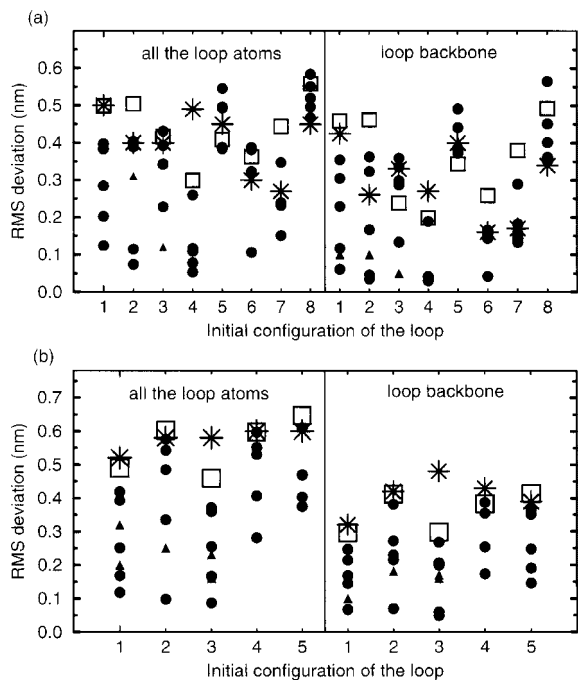 (a)
all the loop atoms
loop backbone
0.6
0.5
0.4
0.3
0.2
0.1
0.0
RMS deviation (nm)
1 2 3 4 5 6 7 8 1 2 3 4 5 6 7 8
Initial configuration of the loop
(b)
all the loop atoms
loop backbone
0.7
0.6
0.5
0.4
0.3
0.2
0.1
0.0
RMS deviation (nm)
1 2 3 4 5 1 2 3 4 5
Initial configuration of the loop